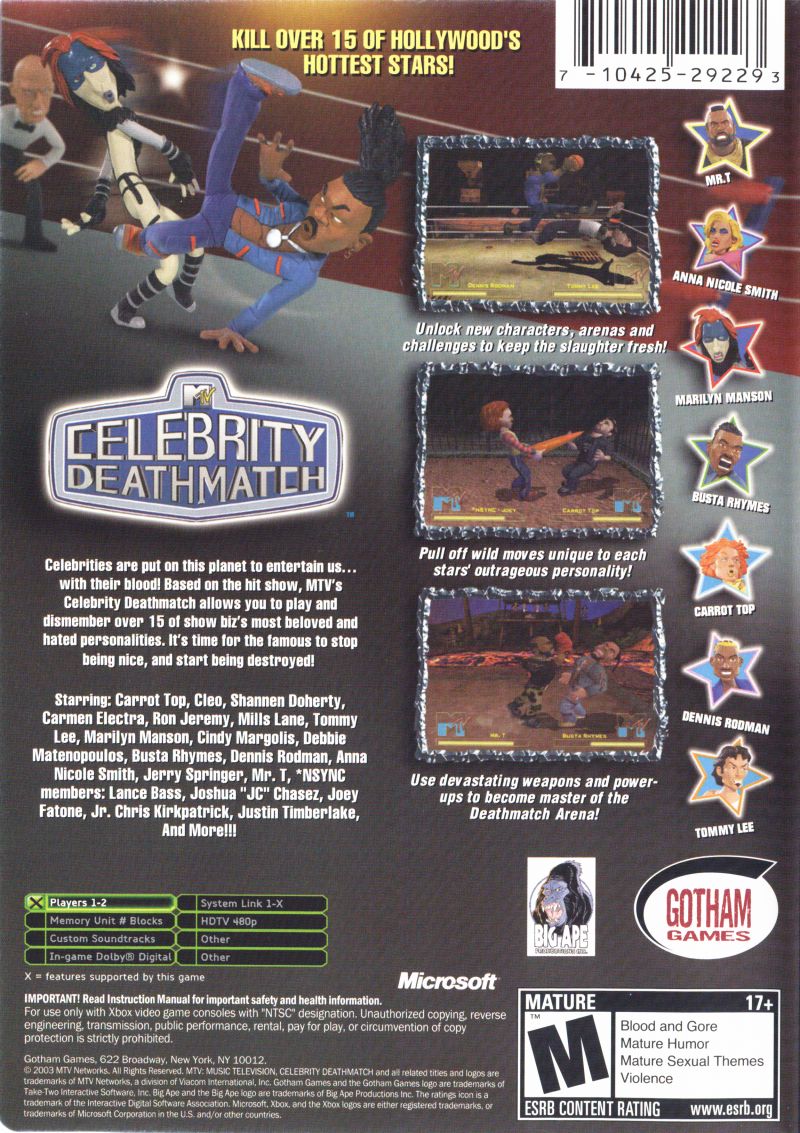 KILL OVER 15 OF HOLLYWOOD'S
HOTTEST STARS!
7 -10425-29229 3
MR.T
ANNA NICOLE SMITH
MARILYN MANSON
BUSTA RHYMES
CARROT TOP
DENNIS RODMAN
TOMMY LEE
MTV
DENNIS RODMAN
TOMMY LEE
Unlock new characters, arenas and
challenges to keep the slaughter fresh!
MTV
*NSYNC - JOEY
CARROT TOP
Pull off wild moves unique to each
stars' outrageous personality!
MTV
MR. T
BUSTA RHYMES
Use devastating weapons and power-
ups to become master of the
Deathmatch Arena!
MTV
CELEBRITY
DEATHMATCH
TM
Celebrities are put on this planet to entertain us...
with their blood! Based on the hit show, MTV's
Celebrity Deathmatch allows you to play and
dismember over 15 of show biz's most beloved and
hated personalities. It's time for the famous to stop
being nice, and start being destroyed!
Starring: Carrot Top, Cleo, Shannen Doherty,
Carmen Electra, Ron Jeremy, Mills Lane, Tommy
Lee, Marilyn Manson, Cindy Margolis, Debbie
Matenopoulos, Busta Rhymes, Dennis Rodman, Anna
Nicole Smith, Jerry Springer, Mr. T, *NSYNC
members: Lance Bass, Joshua "JC" Chasez, Joey
Fatone, Jr. Chris Kirkpatrick, Justin Timberlake,
And More!!!
BIG APE
PRODUCTIONS INC.
GOTHAM
GAMES
X Players 1-2
System Link 1-X
Memory Unit # Blocks
HDTV 480p
Custom Soundtracks
Other
In-game Dolby® Digital
Other
X = features supported by this game
Microsoft
IMPORTANT! Read Instruction Manual for important safety and health information.
For use only with Xbox video game consoles with "NTSC" designation. Unauthorized copying, reverse
engineering, transmission, public performance, rental, pay for play, or circumvention of copy
protection is strictly prohibited.
Gotham Games, 622 Broadway, New York, NY 10012.
© 2003 MTV Networks. All Rights Reserved. MTV: MUSIC TELEVISION, CELEBRITY DEATHMATCH and all related titles and logos are
trademarks of MTV Networks, a division of Viacom International, Inc. Gotham Games and the Gotham Games logo are trademarks of
Take-Two Interactive Software, Inc. Big Ape and the Big Ape logo are trademarks of Big Ape Productions Inc. The ratings icon is a
trademark of the Interactive Digital Software Association. Microsoft, Xbox, and the Xbox logos are either registered trademarks, or
trademarks of Microsoft Corporation in the U.S. and/or other countries.
MATURE 17+
TM
M
Blood and Gore
Mature Humor
Mature Sexual Themes
Violence
ESRB CONTENT RATING www.esrb.org